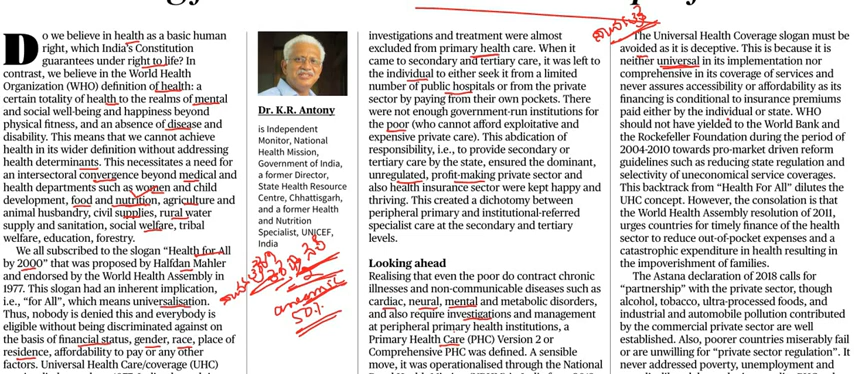 Do we believe in health as a basic human
right, which India's Constitution
guarantees under right to life? In
contrast, we believe in the World Health
Organization (WHO) definition of health: a
certain totality of health to the realms of mental
and social well-being and happiness beyond
physical fitness, and an absence of disease and
disability. This means that we cannot achieve
health in its wider definition without addressing
health determinants. This necessitates a need for
an intersectoral convergence beyond medical and
health departments such as women and child
development, food and nutrition, agriculture and
animal husbandry, civil supplies, rural water
supply and sanitation, social welfare, tribal
welfare, education, forestry.
We all subscribed to the slogan "Health for All
by 2000" that was proposed by Halfdan Mahler
and endorsed by the World Health Assembly in
1977. This slogan had an inherent implication,
i.e., "for All", which means universalisation.
Thus, nobody is denied this and everybody is
eligible without being discriminated against on
the basis of financial status, gender, race, place of
residence, affordability to pay or any other
factors. Universal Health Care/coverage (UHC)
Dr. K.R. Antony
is Independent
Monitor, National
Health Mission,
Government of India,
a former Director,
State Health Resource
Centre, Chhattisgarh,
and a former Health
and Nutrition
Specialist, UNICEF,
India
50%
investigations and treatment were almost
excluded from primary health care. When it
came to secondary and tertiary care, it was left to
the individual to either seek it from a limited
number of public hospitals or from the private
sector by paying from their own pockets. There
were not enough government-run institutions for
the poor (who cannot afford exploitative and
expensive private care). This abdication of
responsibility, i.e., to provide secondary or
tertiary care by the state, ensured the dominant,
unregulated, profit-making private sector and
also health insurance sector were kept happy and
thriving. This created a dichotomy between
peripheral primary and institutional-referred
specialist care at the secondary and tertiary
levels.
Looking ahead
Realising that even the poor do contract chronic
illnesses and non-communicable diseases such as
cardiac, neural, mental and metabolic disorders,
and also require investigations and management
at peripheral primary health institutions, a
Primary Health Care (PHC) Version 2 or
Comprehensive PHC was defined. A sensible
move, it was operationalised through the National
The Universal Health Coverage slogan must be
avoided as it is deceptive. This is because it is
neither universal in its implementation nor
comprehensive in its coverage of services and
never assures accessibility or affordability as its
financing is conditional to insurance premiums
paid either by the individual or state. WHO
should not have yielded to the World Bank and
the Rockefeller Foundation during the period of
2004-2010 towards pro-market driven reform
guidelines such as reducing state regulation and
selectivity of uneconomical service coverages.
This backtrack from "Health For All" dilutes the
UHC concept. However, the consolation is that
the World Health Assembly resolution of 2011,
urges countries for timely finance of the health
sector to reduce out-of-pocket expenses and a
catastrophic expenditure in health resulting in
the impoverishment of families.
The Astana declaration of 2018 calls for
"partnership" with the private sector, though
alcohol, tobacco, ultra-processed foods, and
industrial and automobile pollution contributed
by the commercial private sector are well
established. Also, poorer countries miserably fail
or are unwilling for "private sector regulation". It
never addressed poverty, unemployment and